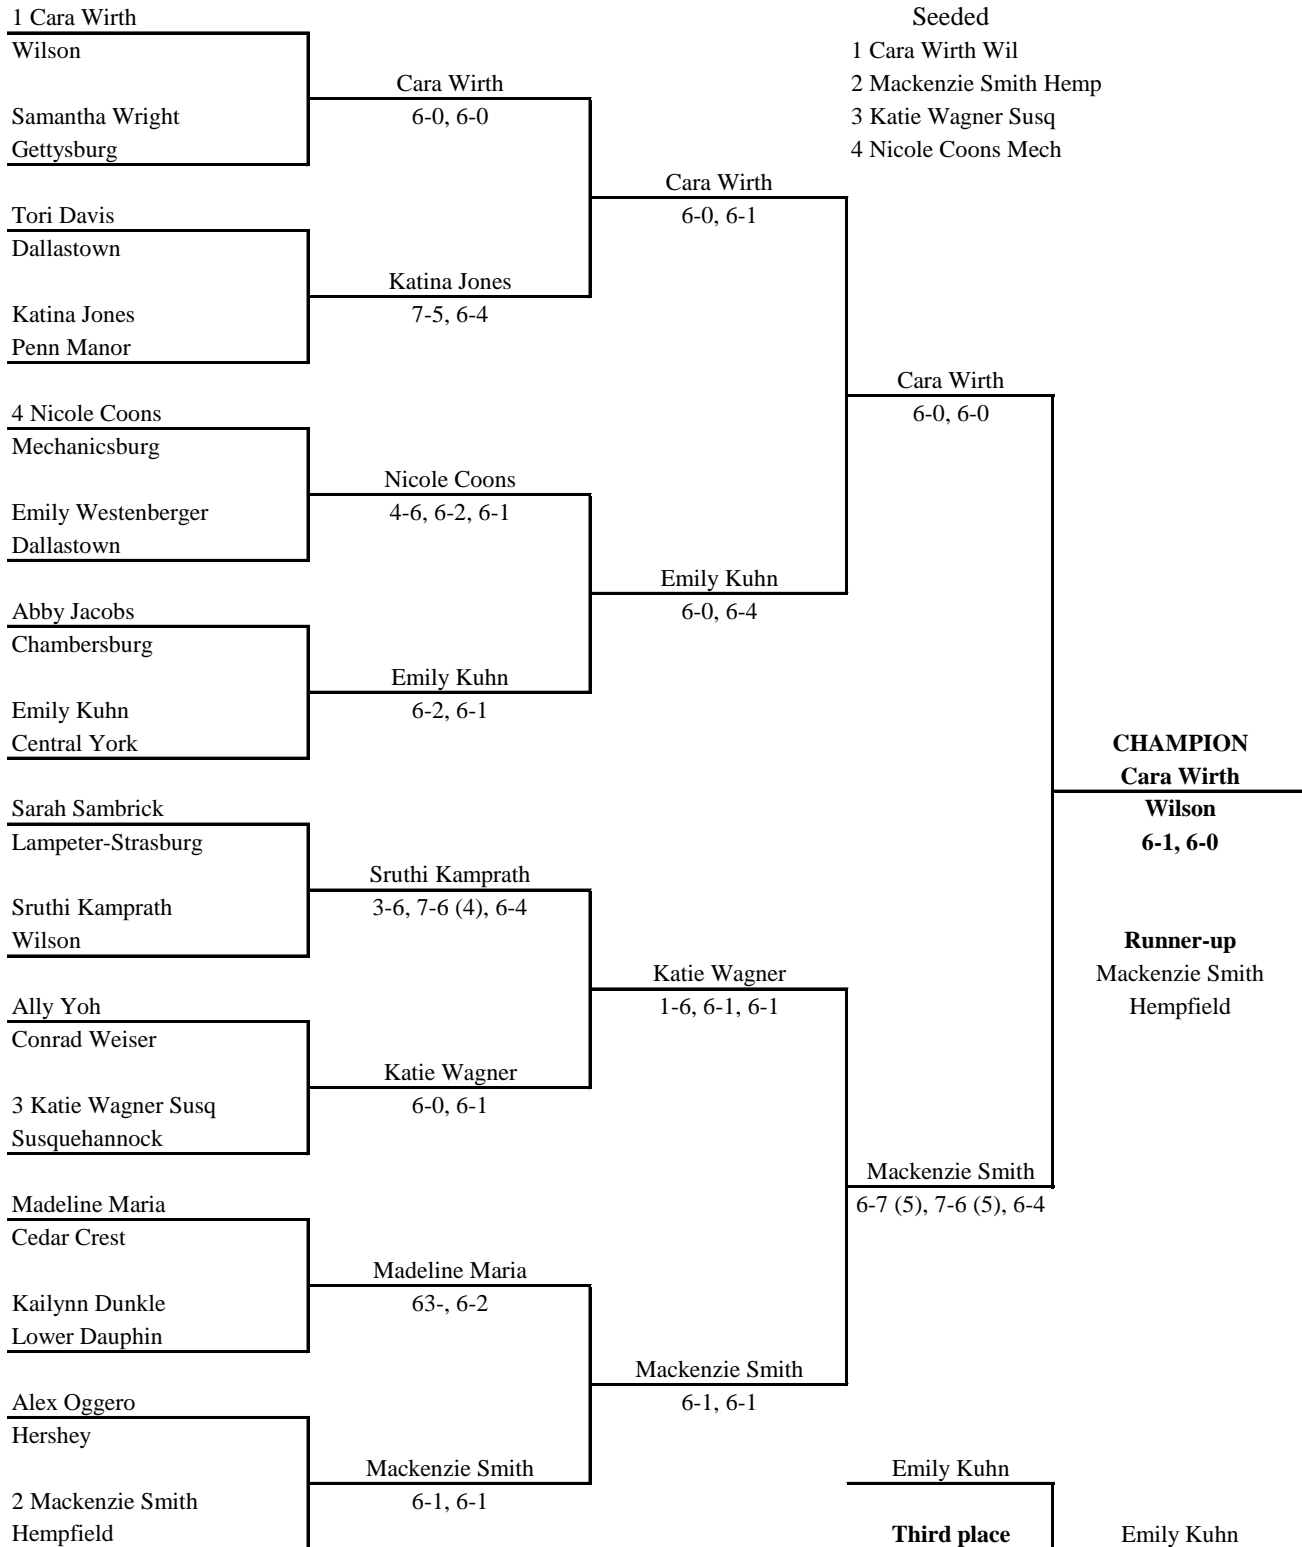 1 Cara Wirth
Wilson
Samantha Wright
Gettysburg
Tori Davis
Dallastown
Katina Jones
Penn Manor
4 Nicole Coons
Mechanicsburg
Emily Westenberger
Dallastown
Abby Jacobs
Chambersburg
Emily Kuhn
Central York
Sarah Sambrick
Lampeter-Strasburg
Sruthi Kamprath
Wilson
Ally Yoh
Conrad Weiser
3 Katie Wagner Susq
Susquehannock
Madeline Maria
Cedar Crest
Kailynn Dunkle
Lower Dauphin
Alex Oggero
Hershey
2 Mackenzie Smith
Hempfield
Cara Wirth
6-0, 6-0
Katina Jones
7-5, 6-4
Nicole Coons
4-6, 6-2, 6-1
Emily Kuhn
6-2, 6-1
Sruthi Kamprath
3-6, 7-6 (4), 6-4
Katie Wagner
6-0, 6-1
Madeline Maria
63-, 6-2
Mackenzie Smith
6-1, 6-1
Cara Wirth
6-0, 6-1
Emily Kuhn
6-0, 6-4
Katie Wagner
1-6, 6-1, 6-1
Mackenzie Smith
6-1, 6-1
Seeded
1 Cara Wirth Wil
2 Mackenzie Smith Hemp
3 Katie Wagner Susq
4 Nicole Coons Mech
Cara Wirth
6-0, 6-0
Mackenzie Smith
6-7 (5), 7-6 (5), 6-4
CHAMPION
Cara Wirth
Wilson
6-1, 6-0
Runner-up
Mackenzie Smith
Hempfield
Emily Kuhn
Third place
Emily Kuhn